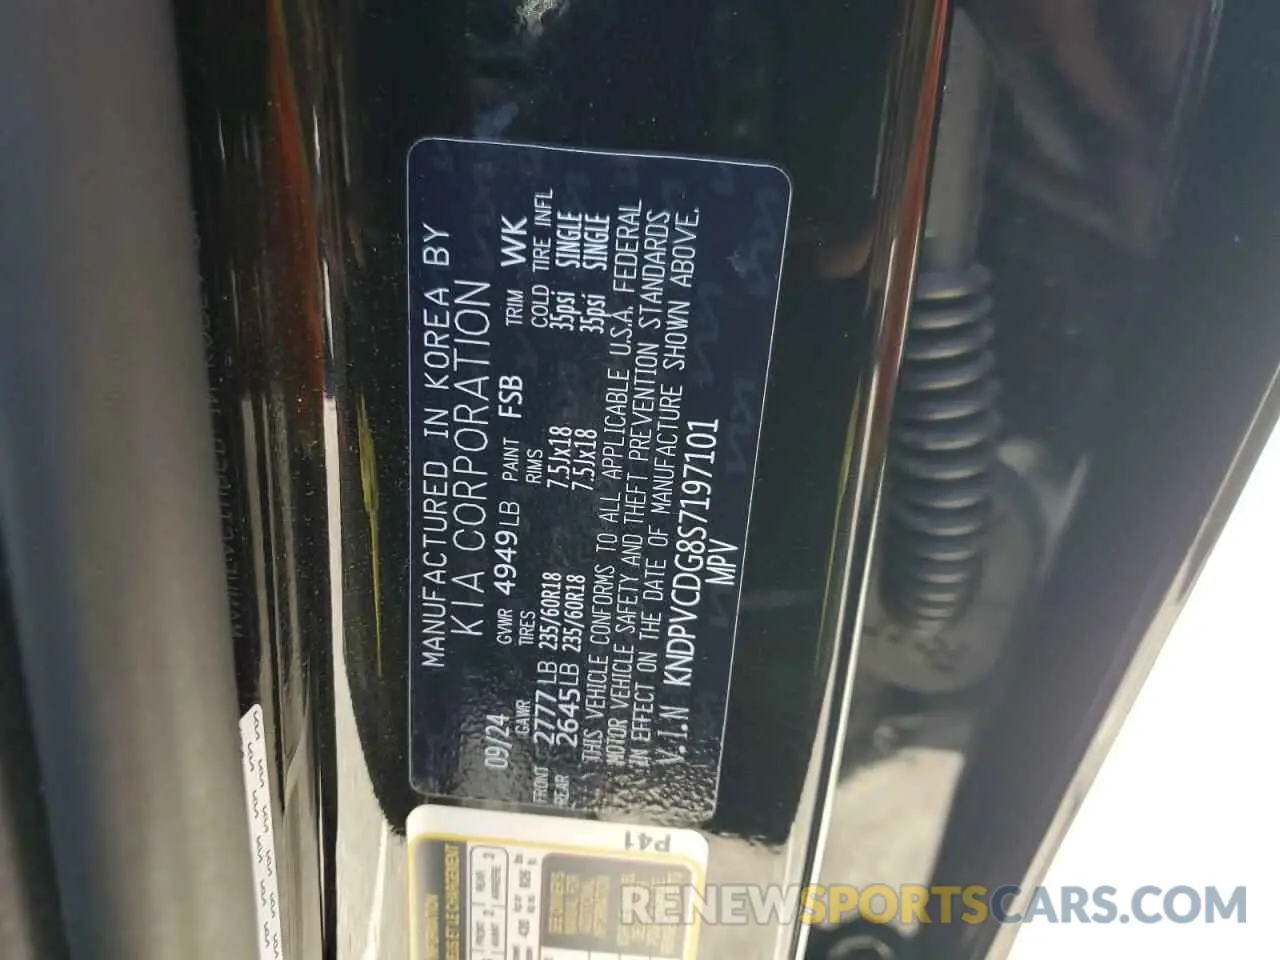 MANUFACTURED IN KOREA BY
KIA CORPORATION
09/24 GVWR 4949LB PAINT FSB TRIM WK
GAWR TIRES RIMS COLD TIRE INFL
FRONT 2777LB 235/60R18 7.5Jx18 35psi SINGLE
REAR 2645LB 235/60R18 7.5Jx18 35psi SINGLE
THIS VEHICLE CONFORMS TO ALL APPLICABLE U.S.A. FEDERAL
MOTOR VEHICLE SAFETY AND THEFT PREVENTION STANDARDS
IN EFFECT ON THE DATE OF MANUFACTURE SHOWN ABOVE.
V.I.N KNDPVCDG8S7197101
MPV
P41
RENEWSPORTSCARS.COM